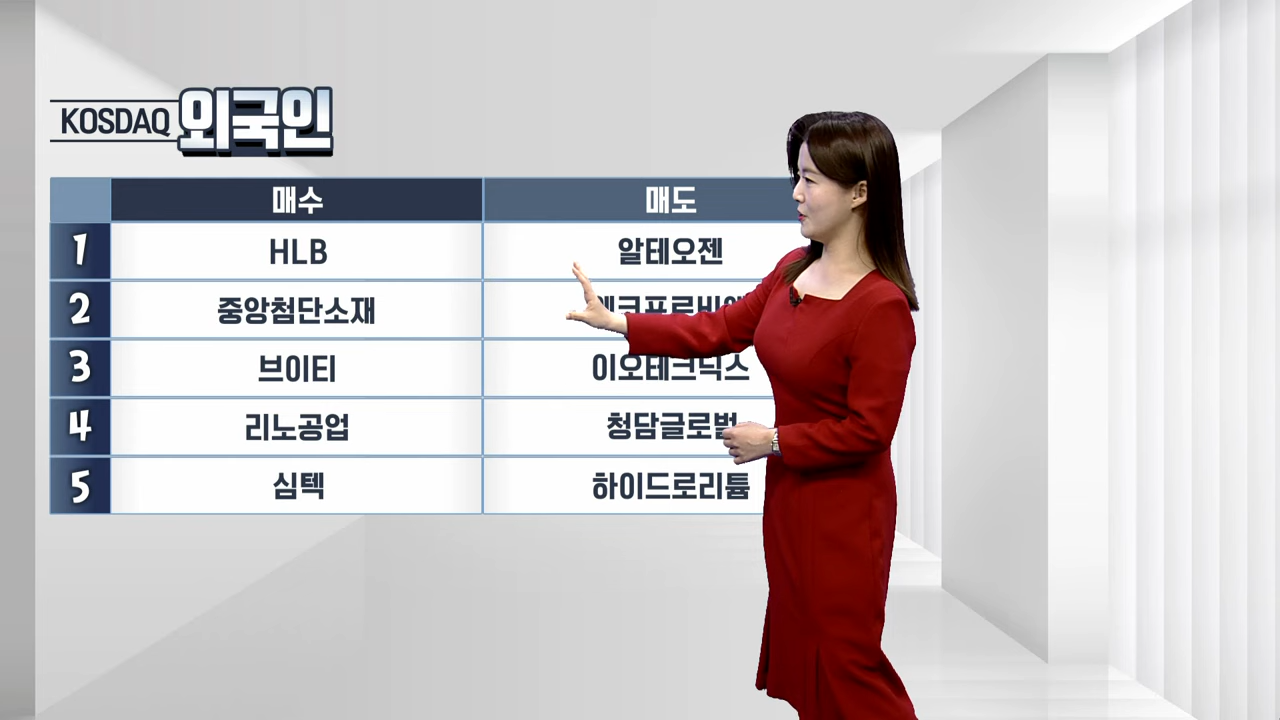 KOSDAQ 외국인
매수 매도
1 HLB 알테오젠
2 중앙첨단소재
3 브이티 이오테크닉스
4 리노공업 청담글로벌
5 심텍 하이드로리튬